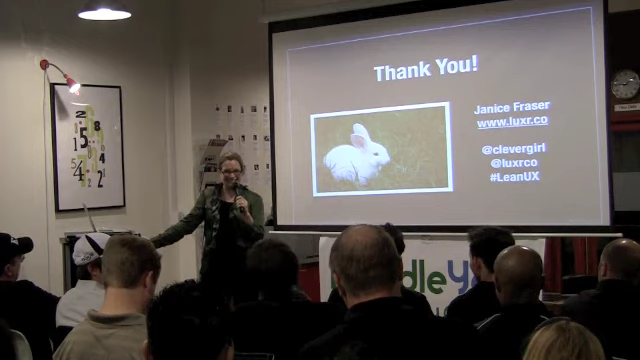 Thank You!
Janice Fraser
www.luxr.co
@clevergirl
@luxrco
#LeanUX